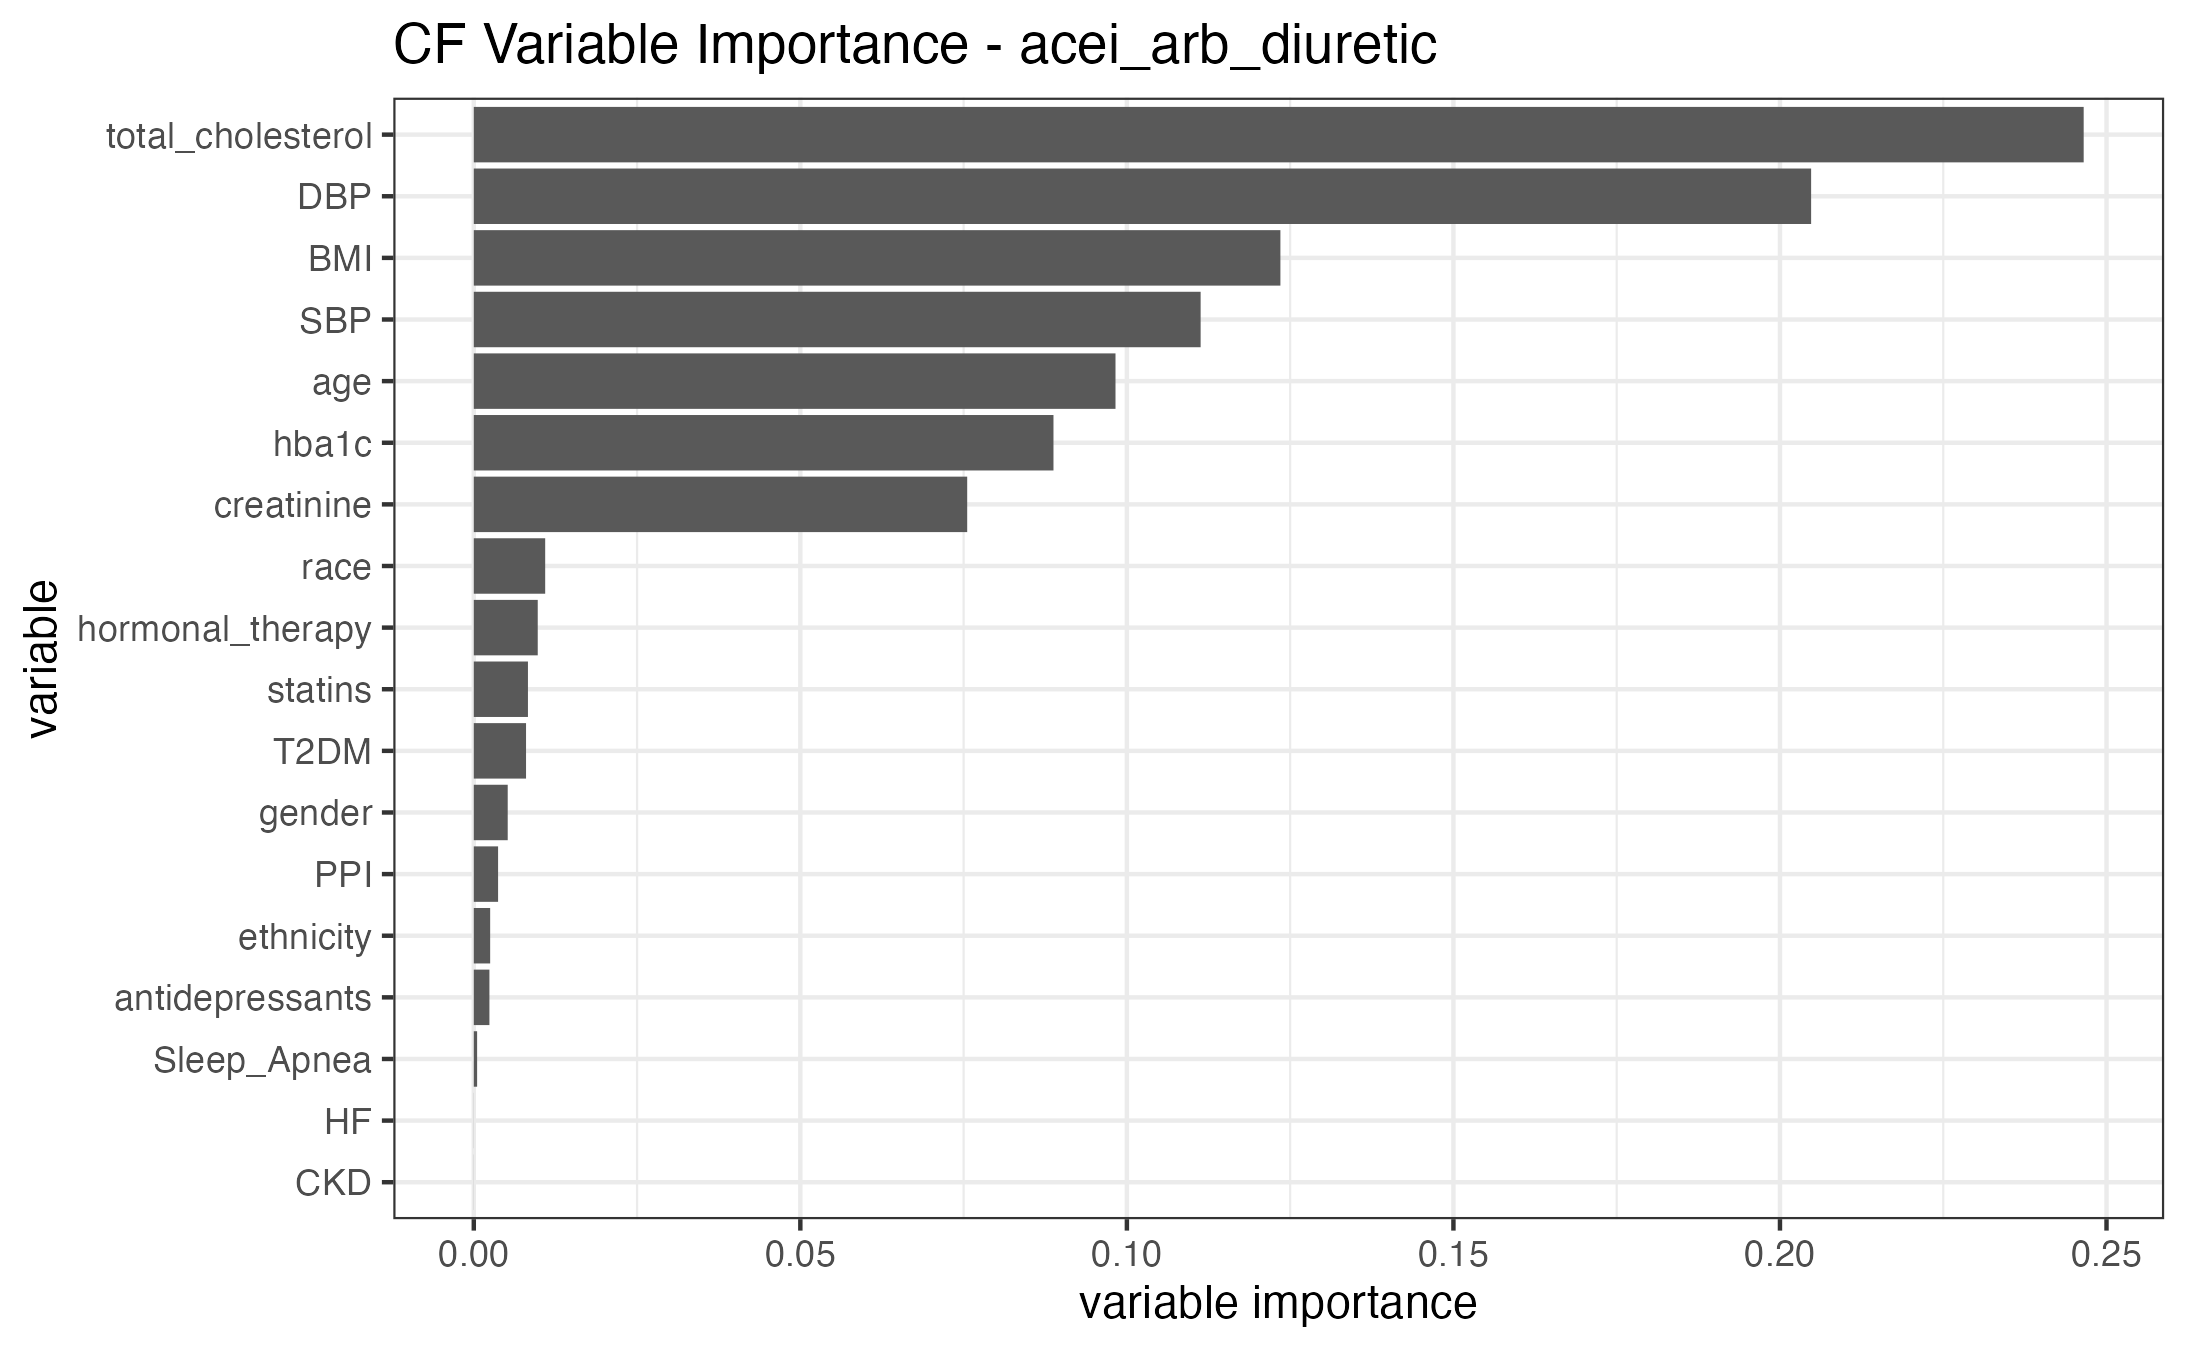 CF Variable Importance - acei_arb_diuretic
total_cholesterol
DBP
BMI
SBP
age
hba1c
creatinine
race
hormonal_therapy
statins
T2DM
gender
PPI
ethnicity
antidepressants
Sleep_Apnea
HF
CKD
variable
0.00 0.05 0.10 0.15 0.20 0.25
variable importance